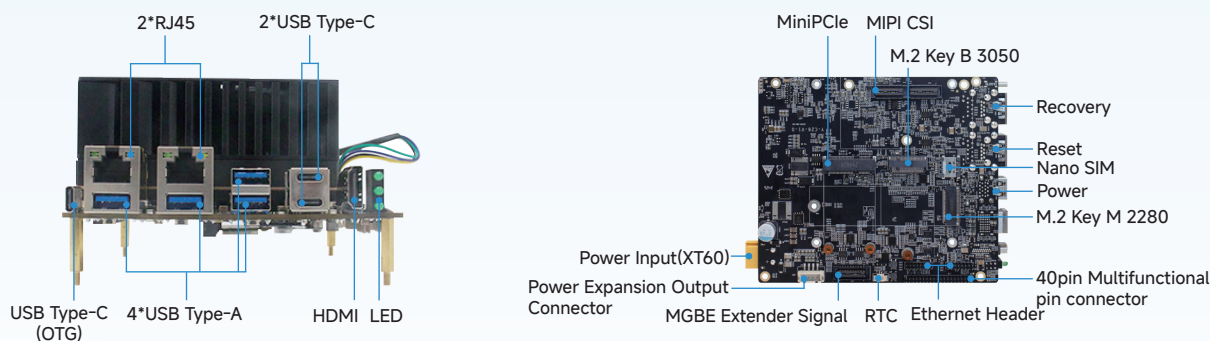 2*RJ45
2*USB Type-C
USB Type-C
(OTG)
4*USB Type-A
HDMI
LED
MiniPCIe
MIPI CSI
M.2 Key B 3050
Recovery
Reset
Nano SIM
Power
M.2 Key M 2280
Power Input(XT60)
Power Expansion Output
Connector
MGBE Extender Signal
RTC
Ethernet Header
40pin Multifunctional
pin connector